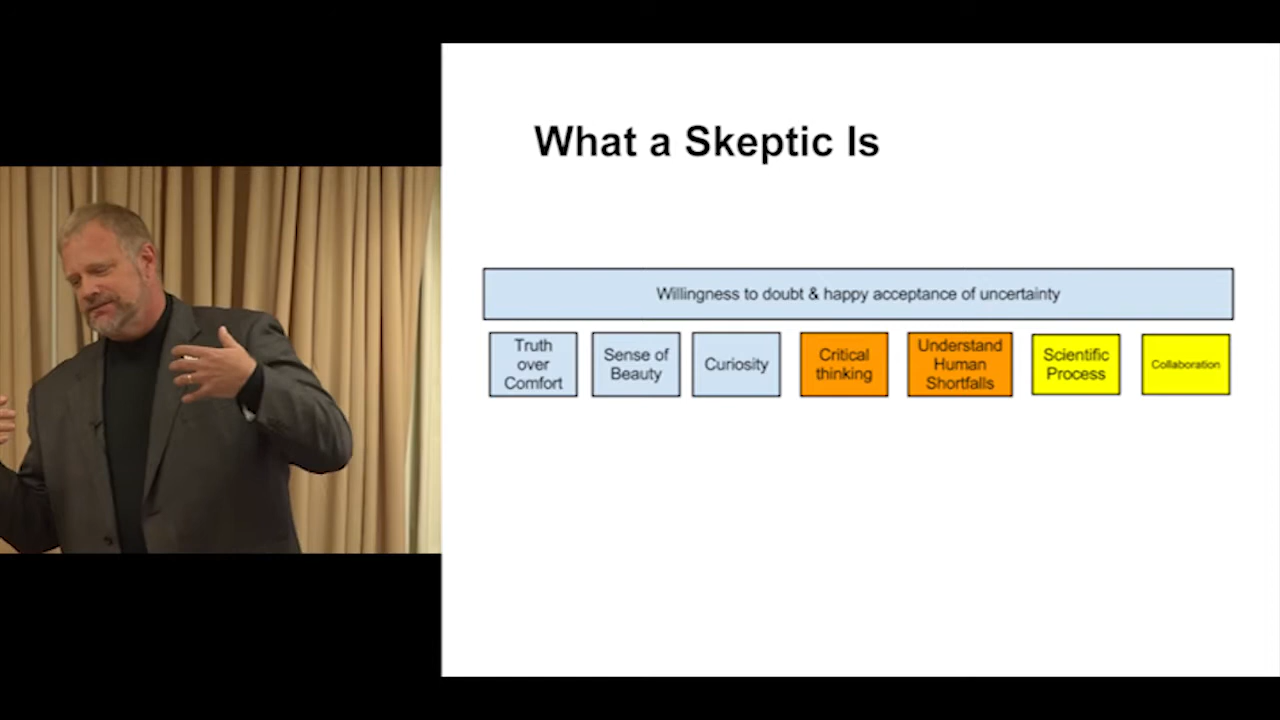 What a Skeptic Is
Willingness to doubt & happy acceptance of uncertainty
Truth
over
Comfort
Sense of
Beauty
Curiosity
Critical
thinking
Understand
Human
Shortfalls
Scientific
Process
Collaboration